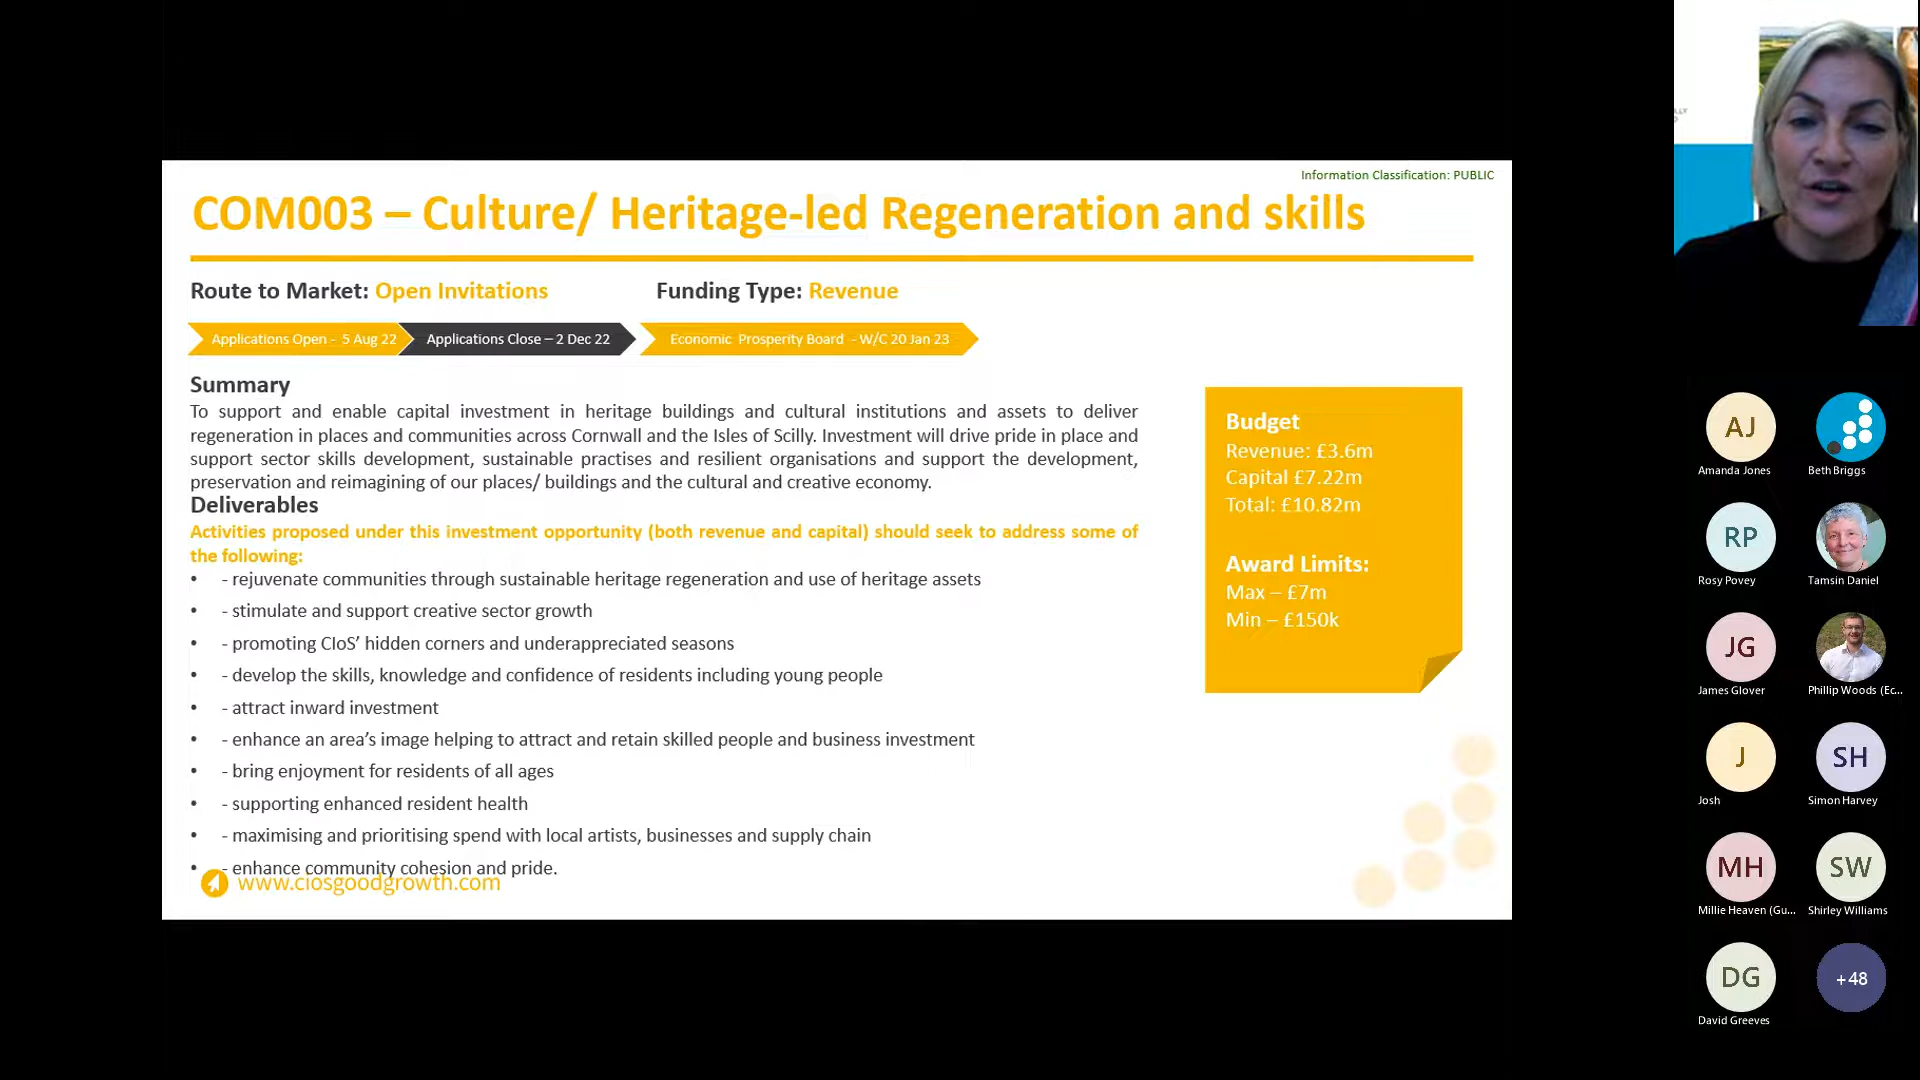 Information Classification: PUBLIC
COM003 – Culture/ Heritage-led Regeneration and skills
Route to Market: Open Invitations
Funding Type: Revenue
Applications Open - 5 Aug 22
Applications Close – 2 Dec 22
Economic Prosperity Board - W/C 20 Jan 23
Summary
To support and enable capital investment in heritage buildings and cultural institutions and assets to deliver
regeneration in places and communities across Cornwall and the Isles of Scilly. Investment will drive pride in place and
support sector skills development, sustainable practises and resilient organisations and support the development,
preservation and reimagining of our places/ buildings and the cultural and creative economy.
Deliverables
Activities proposed under this investment opportunity (both revenue and capital) should seek to address some of
the following:
• - rejuvenate communities through sustainable heritage regeneration and use of heritage assets
• - stimulate and support creative sector growth
• - promoting CIoS’ hidden corners and underappreciated seasons
• - develop the skills, knowledge and confidence of residents including young people
• - attract inward investment
• - enhance an area’s image helping to attract and retain skilled people and business investment
• - bring enjoyment for residents of all ages
• - supporting enhanced resident health
• - maximising and prioritising spend with local artists, businesses and supply chain
• - enhance community cohesion and pride.
www.ciosgoodgrowth.com
Budget
Revenue: £3.6m
Capital £7.22m
Total: £10.82m
Award Limits:
Max – £7m
Min – £150k
AJ
Amanda Jones
Beth Briggs
RP
Rosy Povey
Tamsin Daniel
JG
James Glover
Phillip Woods (Ec...
J
Josh
SH
Simon Harvey
MH
Millie Heaven (Gu...
SW
Shirley Williams
DG
David Greeves
+48